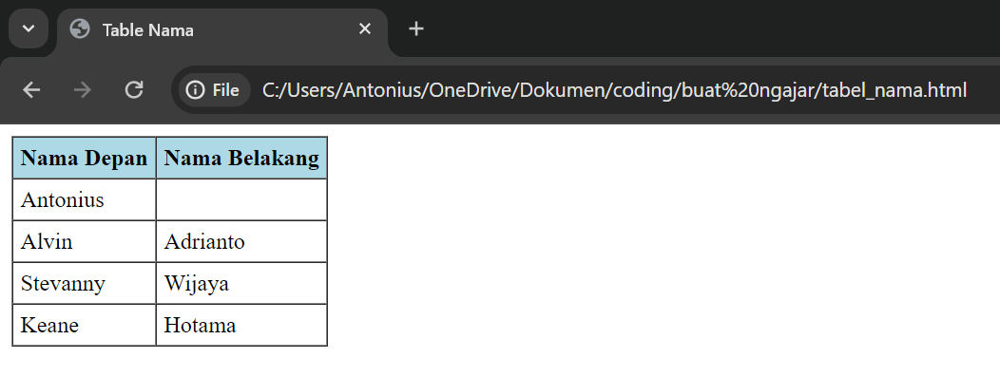 Table Nama
File C:/Users/Antonius/OneDrive/Dokumen/coding/buat%20ngajar/tabel_nama.html
Nama Depan Nama Belakang
Antonius
Alvin Adrianto
Stevanny Wijaya
Keane Hotama